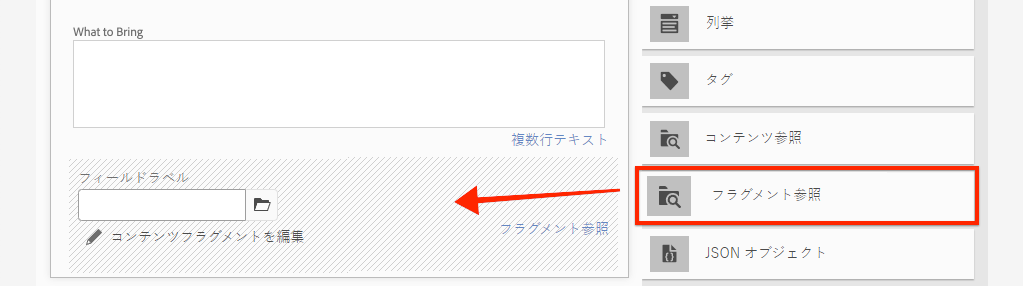 What to Bring
複数行テキスト
フィールドラベル
コンテンツフラグメントを編集
フラグメント参照
列挙
タグ
コンテンツ参照
フラグメント参照
JSON オブジェクト